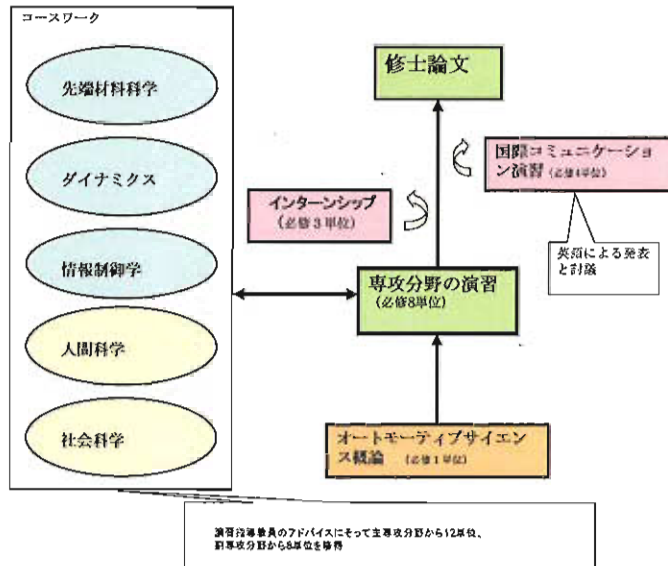 コースワーク
先端材料科学
ダイナミクス
情報制御学
人間科学
社会科学
修士論文
国際コミュニケーショ
ン演習 (必修4単位)
インターンシップ
(必修3単位)
英語による発表
と討議
専攻分野の演習
(必修8単位)
オートモーティブサイエン
ス概論 (必修1単位)
演習指導教員のアドバイスにそって主専攻分野から12単位、
副専攻分野から8単位を修得